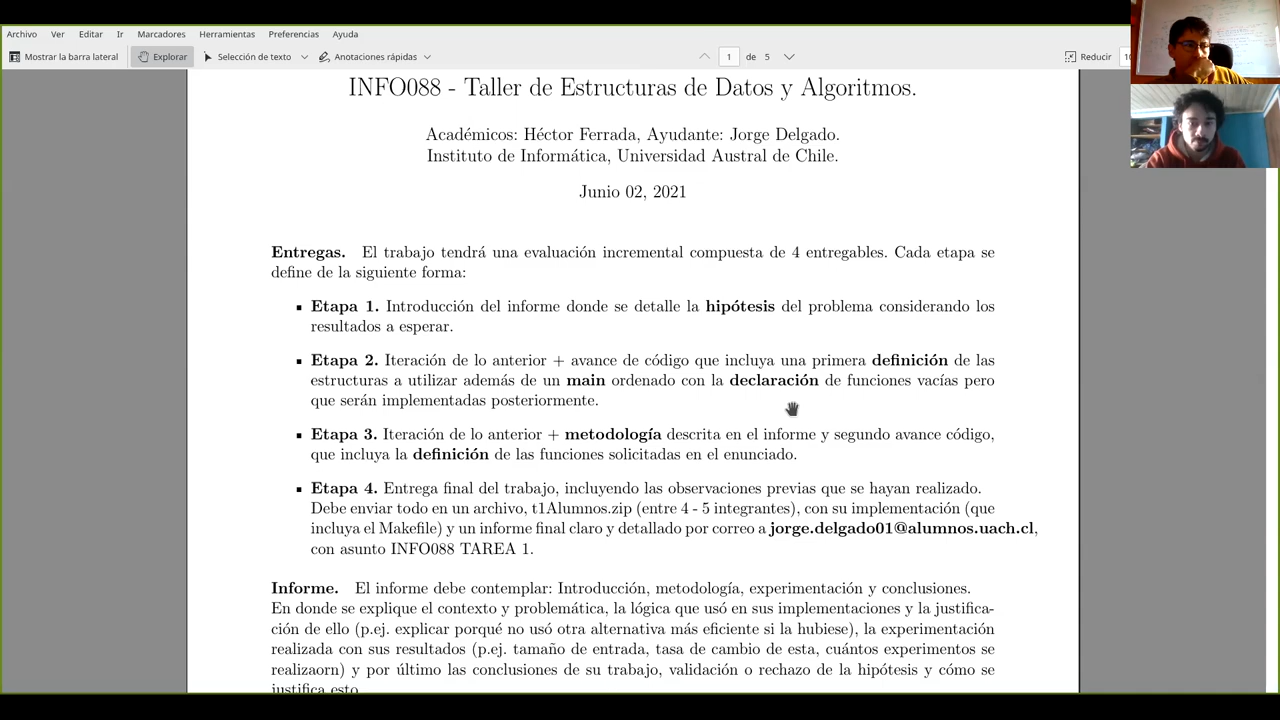 Archivo Ver Editar Ir Marcadores Herramientas Preferencias Ayuda
Mostrar la barra lateral Explorar Selección de texto Anotaciones rápidas 1 de 5 Reducir
INFO088 - Taller de Estructuras de Datos y Algoritmos.
Académicos: Héctor Ferrada, Ayudante: Jorge Delgado.
Instituto de Informática, Universidad Austral de Chile.
Junio 02, 2021
Entregas. El trabajo tendrá una evaluación incremental compuesta de 4 entregables. Cada etapa se
define de la siguiente forma:
▪ Etapa 1. Introducción del informe donde se detalle la hipótesis del problema considerando los
resultados a esperar.
▪ Etapa 2. Iteración de lo anterior + avance de código que incluya una primera definición de las
estructuras a utilizar además de un main ordenado con la declaración de funciones vacías pero
que serán implementadas posteriormente.
▪ Etapa 3. Iteración de lo anterior + metodología descrita en el informe y segundo avance código,
que incluya la definición de las funciones solicitadas en el enunciado.
▪ Etapa 4. Entrega final del trabajo, incluyendo las observaciones previas que se hayan realizado.
Debe enviar todo en un archivo, t1Alumnos.zip (entre 4 - 5 integrantes), con su implementación (que
incluya el Makefile) y un informe final claro y detallado por correo a jorge.delgado01@alumnos.uach.cl,
con asunto INFO088 TAREA 1.
Informe. El informe debe contemplar: Introducción, metodología, experimentación y conclusiones.
En donde se explique el contexto y problemática, la lógica que usó en sus implementaciones y la justifica-
ción de ello (p.ej. explicar porqué no usó otra alternativa más eficiente si la hubiese), la experimentación
realizada con sus resultados (p.ej. tamaño de entrada, tasa de cambio de esta, cuántos experimentos se
realizaorn) y por último las conclusiones de su trabajo, validación o rechazo de la hipótesis y cómo se
justifica esto